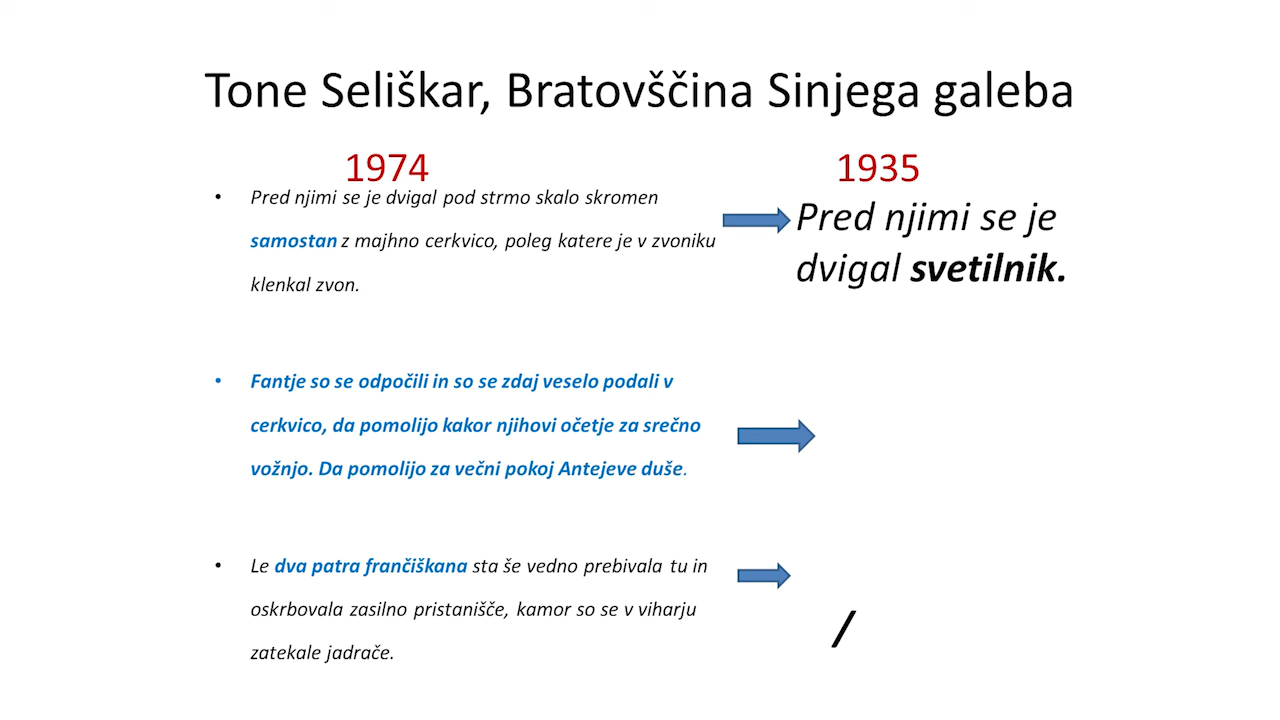 Tone Seliškar, Bratovščina Sinjega galeba
1974
• Pred njimi se je dvigal pod strmo skalo skromen
samostan z majhno cerkvico, poleg katere je v zvoniku
klenkal zvon.
• Fantje so se odpočili in so se zdaj veselo podali v
cerkvico, da pomolijo kakor njihovi očetje za srečno
vožnjo. Da pomolijo za večni pokoj Antejeve duše.
• Le dva patra frančiškana sta še vedno prebivala tu in
oskrbovala zasilno pristanišče, kamor so se v viharju
zatekale jadrače.
1935
Pred njimi se je
dvigal svetilnik.
/